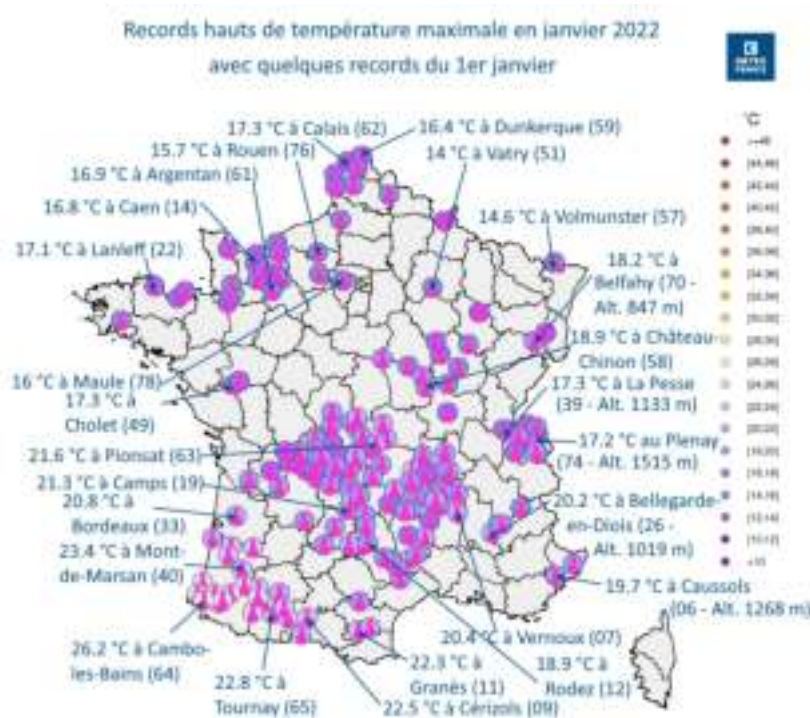 Records hauts de température maximale en janvier 2022
avec quelques records du 1er janvier
METEO
FRANCE
°C
17.3 °C à Calais (62)
16.4 °C à Dunkerque (59)
15.7 °C à Rouen (76)
14 °C à Vatry (51)
16.9 °C à Argentan (61)
16.8 °C à Caen (14)
14.6 °C à Volmunster (57)
17.1 °C à Lanleff (22)
18.2 °C à
Belfahy (70 -
Alt. 847 m)
18.9 °C à Château-
Chinon (58)
16 °C à Maule (78)
17.3 °C à
Cholet (49)
17.3 °C à La Pesse
(39 - Alt. 1133 m)
21.6 °C à Pionsat (63)
17.2 °C au Plenay
(74 - Alt. 1515 m)
21.3 °C à Camps (19)
20.8 °C à
Bordeaux (33)
20.2 °C à Bellegarde-
en-Diois (26 -
Alt. 1019 m)
23.4 °C à Mont-
de-Marsan (40)
19.7 °C à Caussols
(06 - Alt. 1268 m)
26.2 °C à Cambo-
les-Bains (64)
20.4 °C à Vernoux (07)
22.3 °C à
Granès (11)
18.9 °C à
Rodez (12)
22.8 °C à
Tournay (65)
22.5 °C à Cérizols (09)